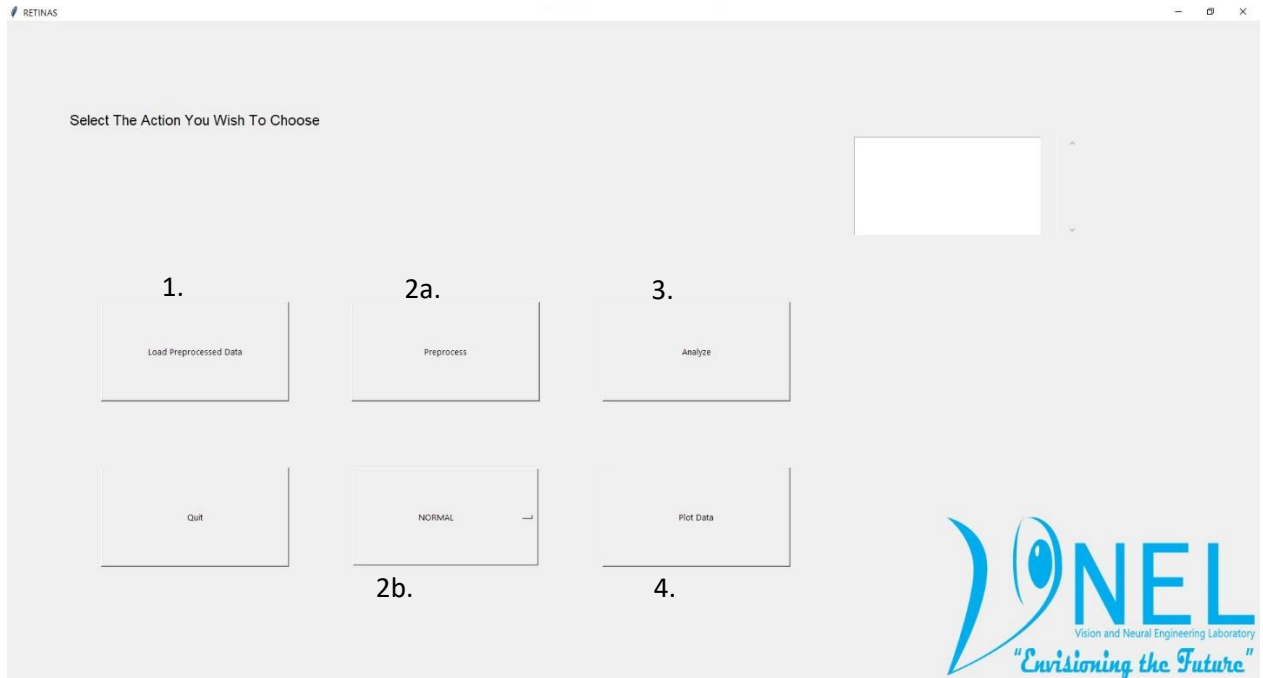 RETINAS
Select The Action You Wish To Choose
1.
2a.
3.
Load Preprocessed Data
Preprocess
Analyze
Quit
NORMAL
Plot Data
2b.
4.
NEL
Vision and Neural Engineering Laboratory
"Envisioning the Future"